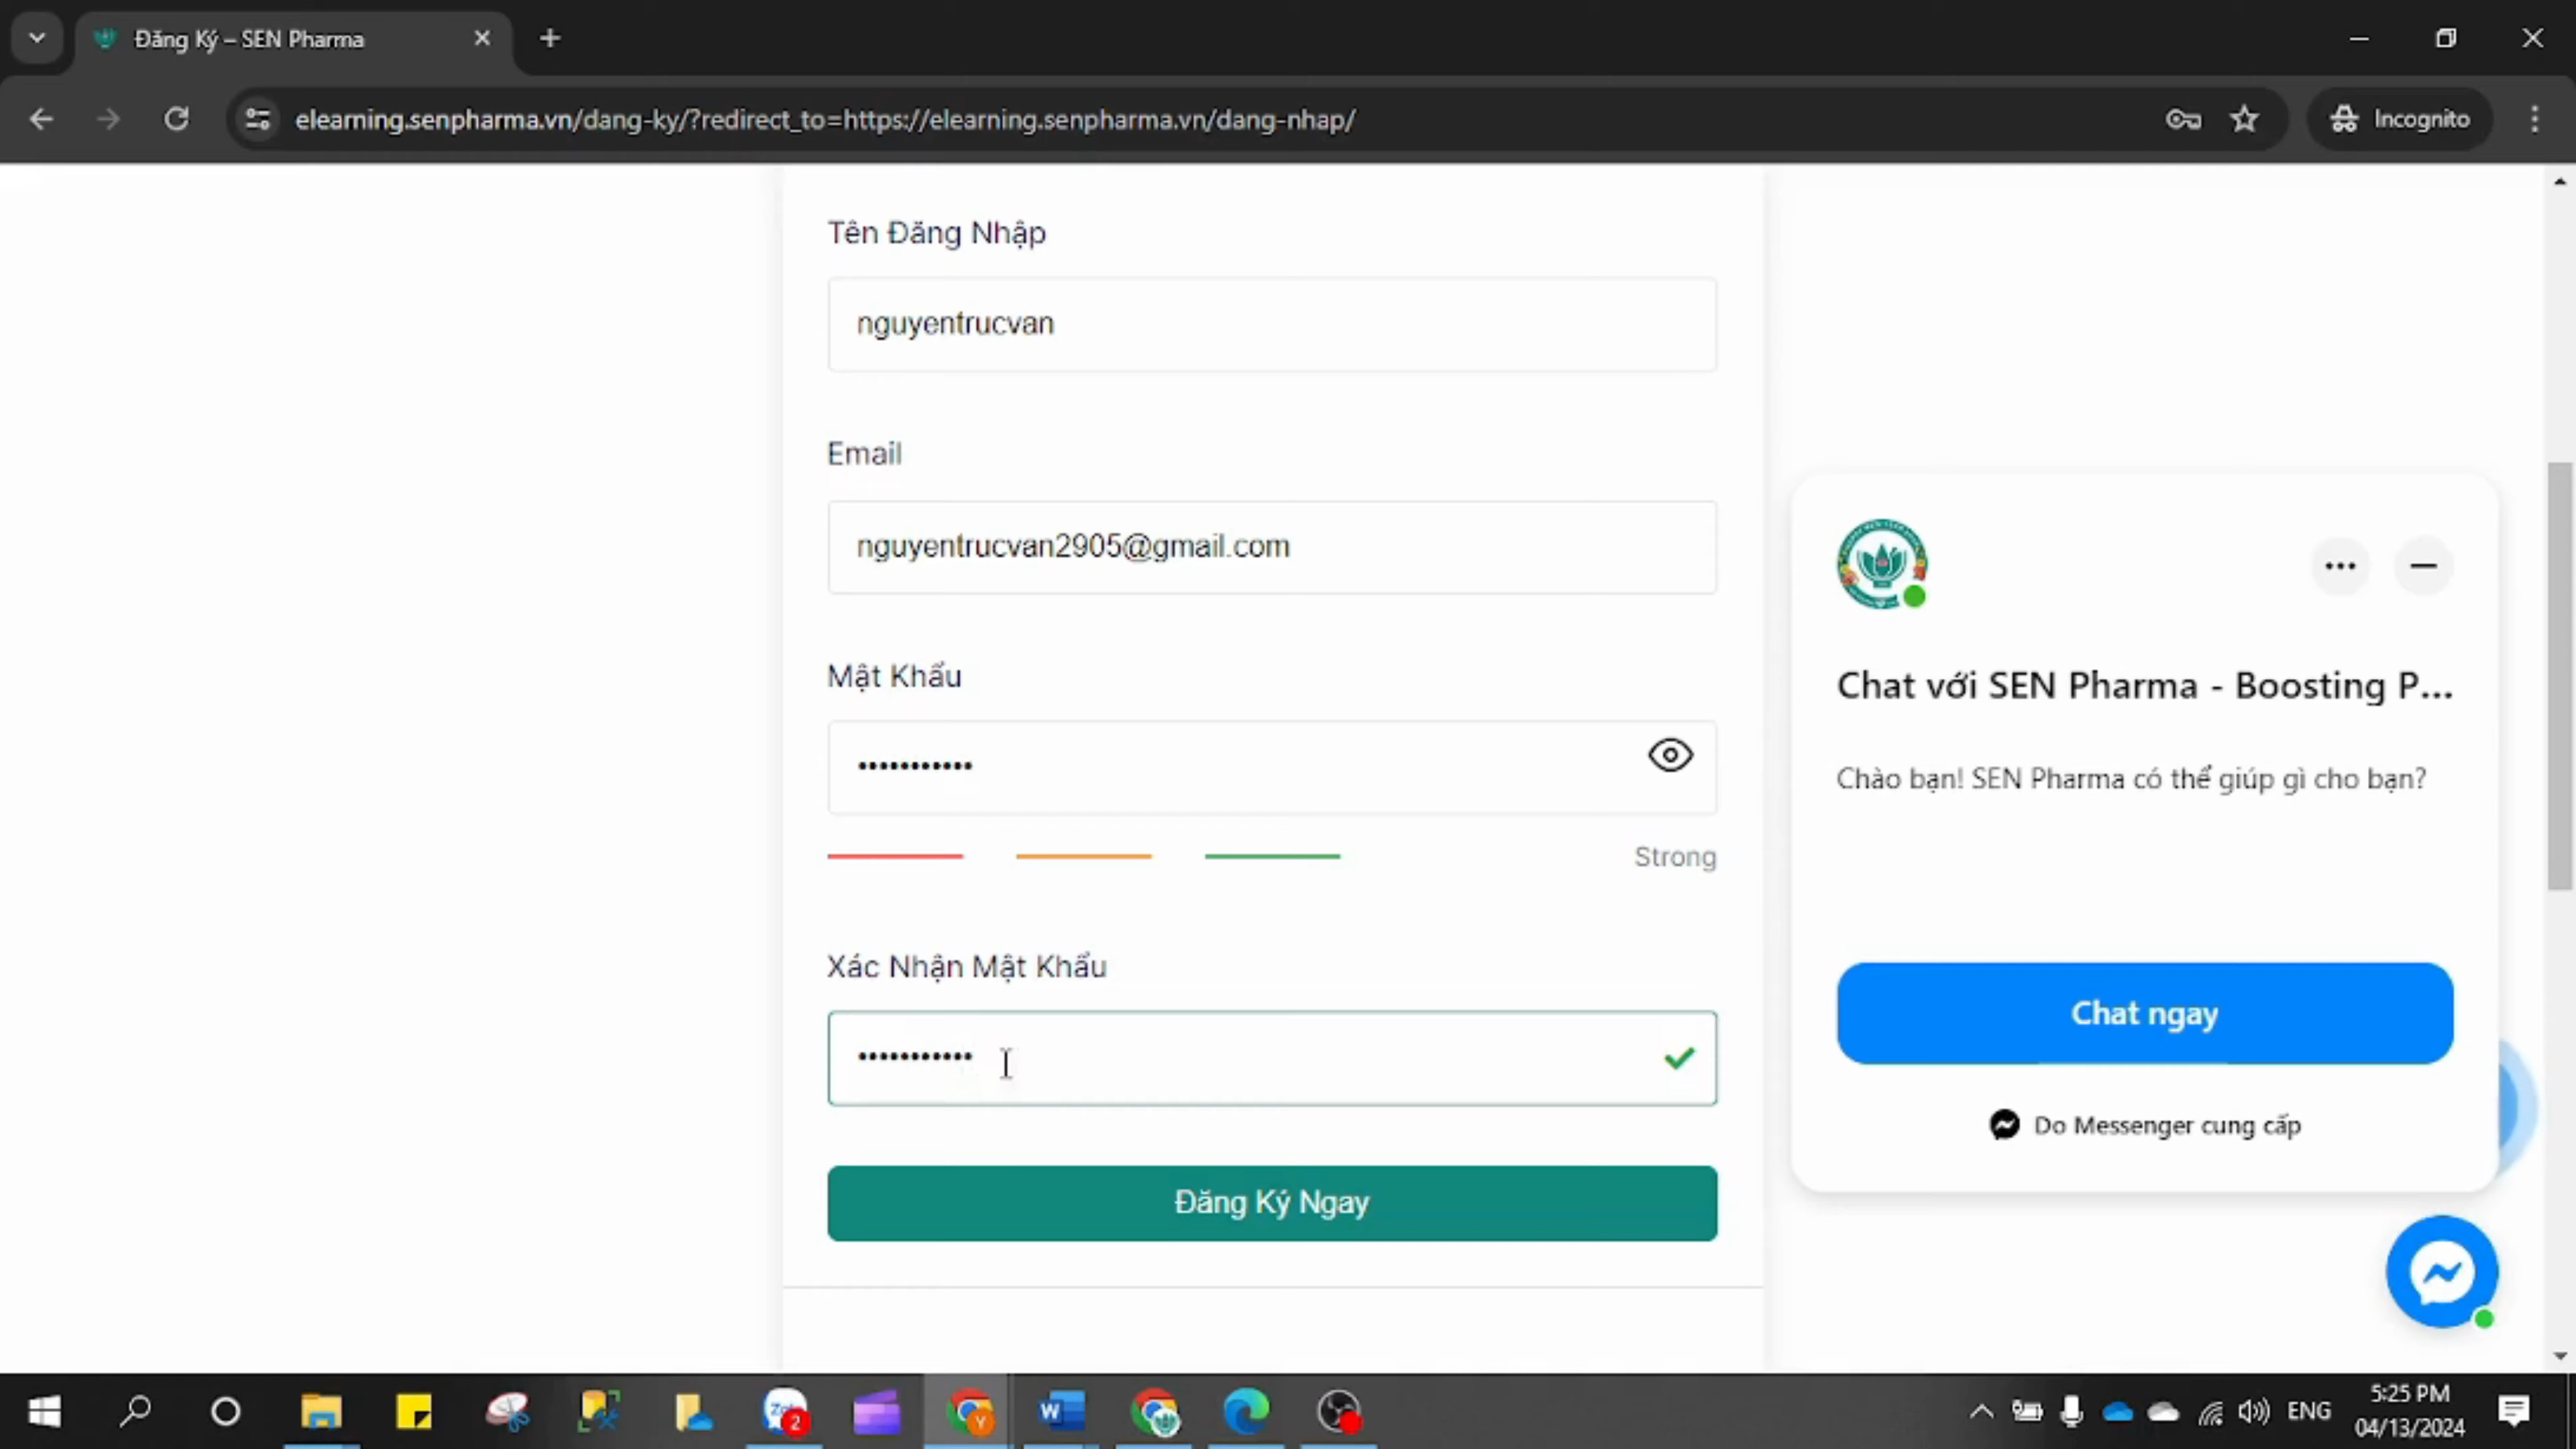 Đăng Ký – SEN Pharma
elearning.senpharma.vn/dang-ky/?redirect_to=https://elearning.senpharma.vn/dang-nhap/
Incognito
Tên Đăng Nhập
nguyentrucvan
Email
nguyentrucvan2905@gmail.com
Mật Khẩu
•••••••••••
Strong
Xác Nhận Mật Khẩu
•••••••••••
Đăng Ký Ngay
Chat với SEN Pharma - Boosting P...
Chào bạn! SEN Pharma có thể giúp gì cho bạn?
Chat ngay
Do Messenger cung cấp
2
Y
W
ENG
5:25 PM
04/13/2024